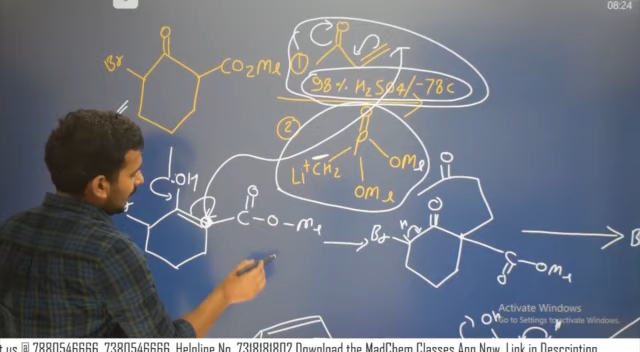 08:24
O
Br
CO2Me
①
O
98% H2SO4/-78c
②
O
P
Li+ CH2
OMe
OMe
OH
O
C-O-Me
O
O
Br
H
C-OMe
O
B
OH
Activate Windows
Go to Settings to activate Windows.
t us @ 7880546666, 7380546666, Helpline No. 7318181802 Download the MadChem Classes App Now, Link in Description